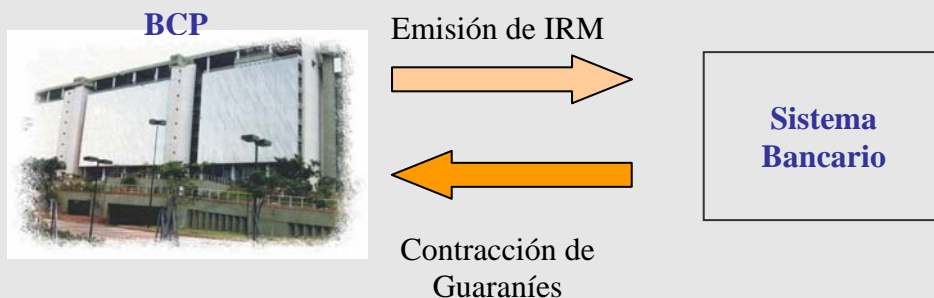 BCP
Emisión de IRM
Sistema
Bancario
Contracción de
Guaraníes